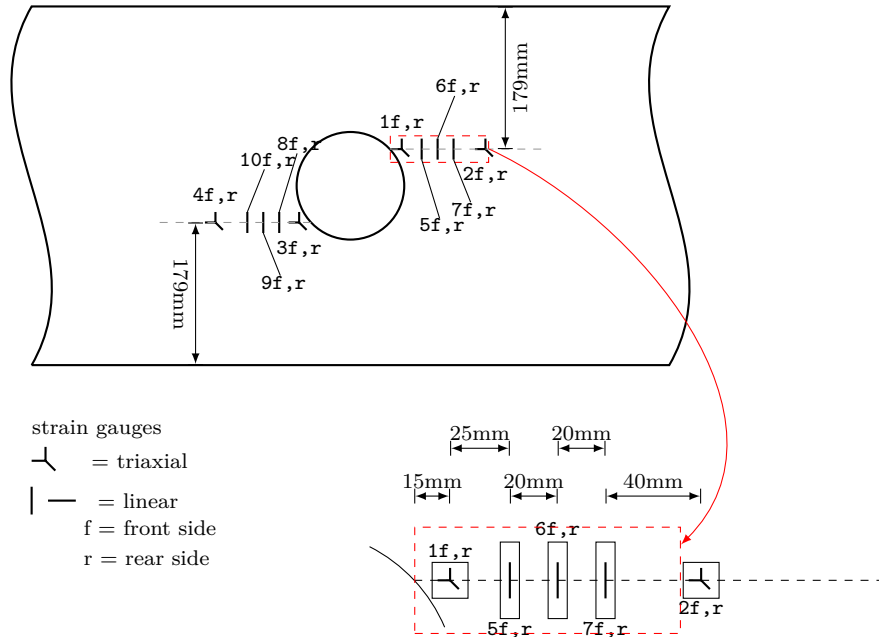 179mm
6f,r
1f,r
8f,r
10f,r
2f,r
4f,r
7f,r
5f,r
3f,r
9f,r
179mm
strain gauges
= triaxial
= linear
f = front side
r = rear side
25mm
20mm
15mm
20mm
40mm
6f,r
1f,r
2f,r
5f,r
7f,r